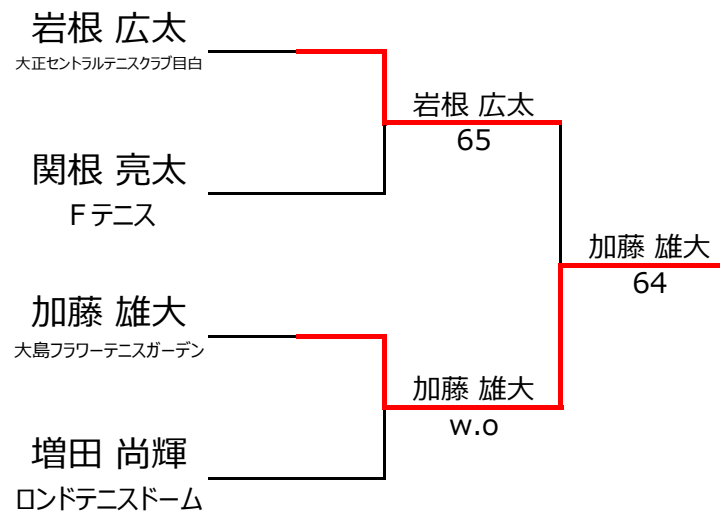 岩根 広太
大正セントラルテニスクラブ目白
関根 亮太
Fテニス
加藤 雄大
大島フラワーテニスガーデン
増田 尚輝
ロンドテニスドーム
岩根 広太
65
加藤 雄大
w.o
加藤 雄大
64